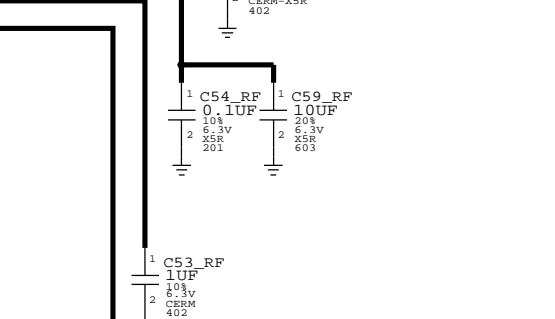 2
CERM-X5R
402
1
C54_RF
0.1UF
10%
6.3V
2
X5R
201
1
C59_RF
10UF
20%
6.3V
2
X5R
603
1
C53_RF
1UF
10%
6.3V
2
CERM
402